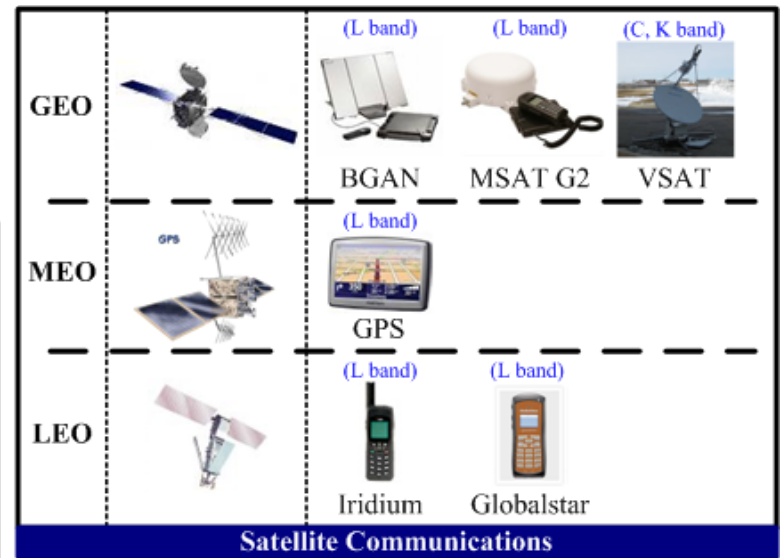 (L band) (L band) (C, K band)
GEO
BGAN MSAT G2 VSAT
(L band)
GPS
MEO
GPS
(L band) (L band)
LEO
Iridium Globalstar
Satellite Communications